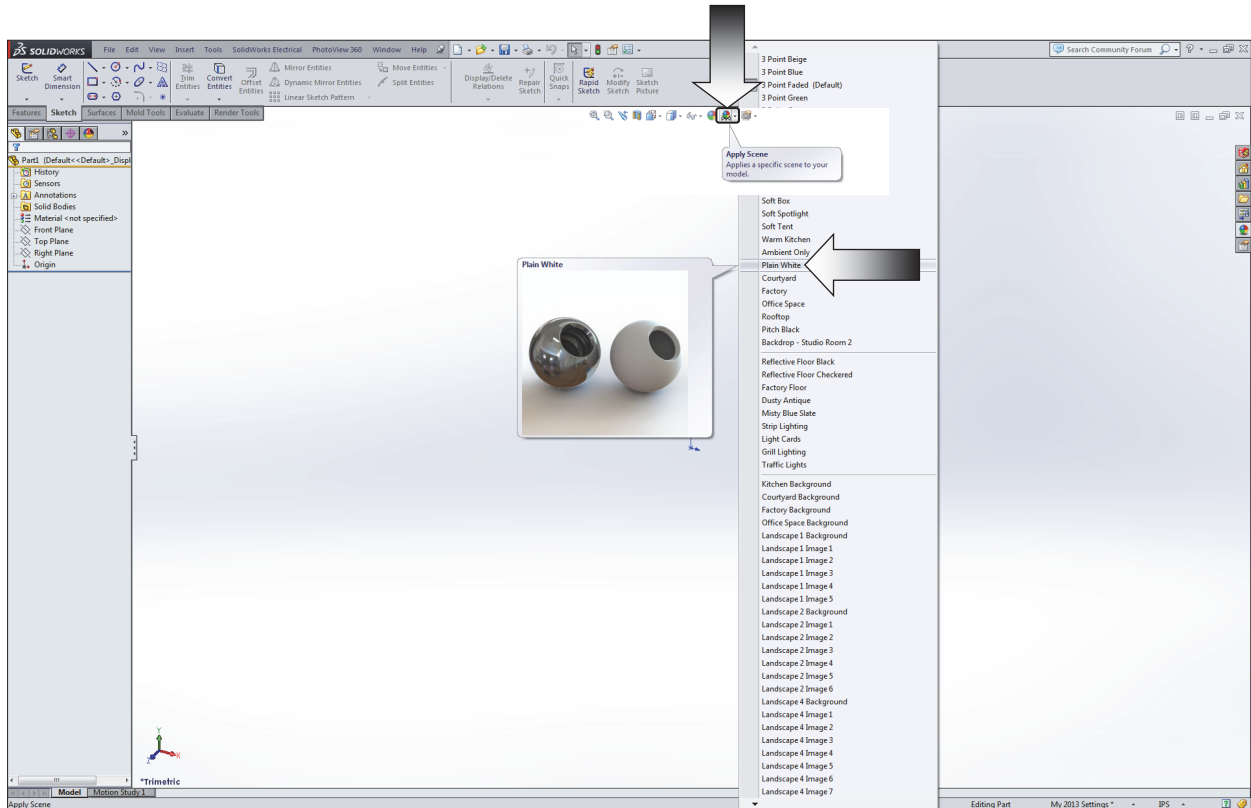 SOLIDWORKS File Edit View Insert Tools SolidWorks Electrical PhotoView 360 Window Help
Search Community Forum
Sketch
Smart Dimension
Trim Entities
Convert Entities
Offset Entities
Mirror Entities
Dynamic Mirror Entities
Linear Sketch Pattern
Move Entities
Split Entities
Display/Delete Relations
Repair Sketch
Quick Snaps
Rapid Sketch
Modify Sketch
Sketch Picture
Features Sketch Surfaces Mold Tools Evaluate Render Tools
Part1 (Default<<Default>_Displ
History
Sensors
Annotations
Solid Bodies
Material <not specified>
Front Plane
Top Plane
Right Plane
Origin
Apply Scene
Applies a specific scene to your
model.
Plain White
3 Point Beige
3 Point Blue
3 Point Faded (Default)
3 Point Green
Soft Box
Soft Spotlight
Soft Tent
Warm Kitchen
Ambient Only
Plain White
Courtyard
Factory
Office Space
Rooftop
Pitch Black
Backdrop - Studio Room 2
Reflective Floor Black
Reflective Floor Checkered
Factory Floor
Dusty Antique
Misty Blue Slate
Strip Lighting
Light Cards
Grill Lighting
Traffic Lights
Kitchen Background
Courtyard Background
Factory Background
Office Space Background
Landscape 1 Background
Landscape 1 Image 1
Landscape 1 Image 2
Landscape 1 Image 3
Landscape 1 Image 4
Landscape 1 Image 5
Landscape 2 Background
Landscape 2 Image 1
Landscape 2 Image 2
Landscape 2 Image 3
Landscape 2 Image 4
Landscape 2 Image 5
Landscape 2 Image 6
Landscape 4 Background
Landscape 4 Image 1
Landscape 4 Image 2
Landscape 4 Image 3
Landscape 4 Image 4
Landscape 4 Image 5
Landscape 4 Image 6
Landscape 4 Image 7
Y
X
Z
*Trimetric
Model Motion Study 1
Apply Scene
Editing Part My 2013 Settings * IPS